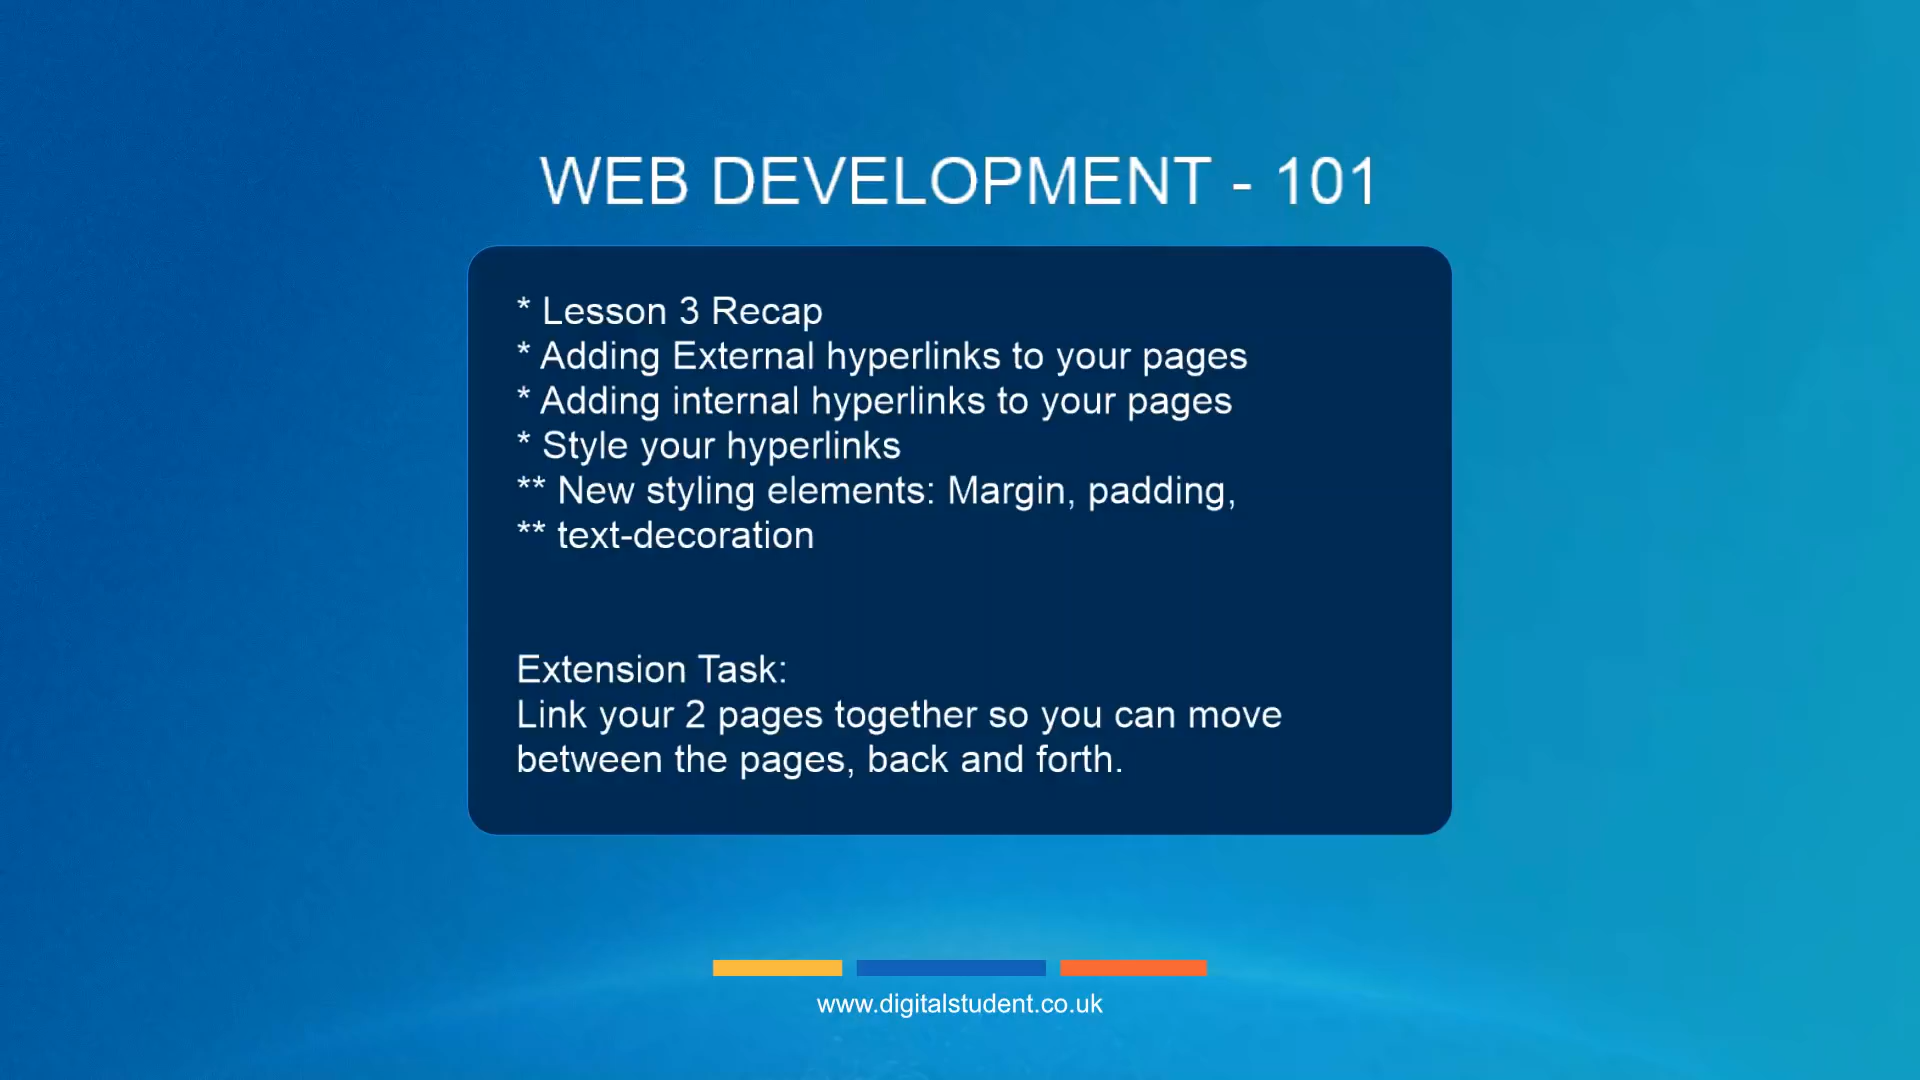 WEB DEVELOPMENT - 101
* Lesson 3 Recap
* Adding External hyperlinks to your pages
* Adding internal hyperlinks to your pages
* Style your hyperlinks
** New styling elements: Margin, padding,
** text-decoration
Extension Task:
Link your 2 pages together so you can move
between the pages, back and forth.
www.digitalstudent.co.uk